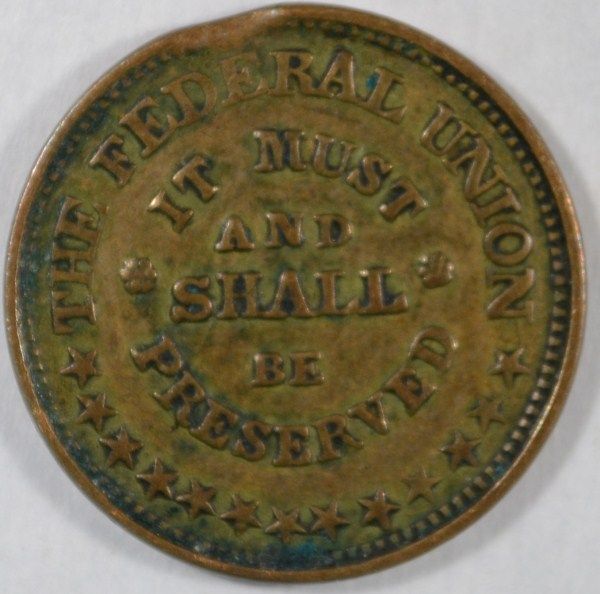 THE FEDERAL UNION
IT MUST
AND
SHALL
BE
PRESERVED